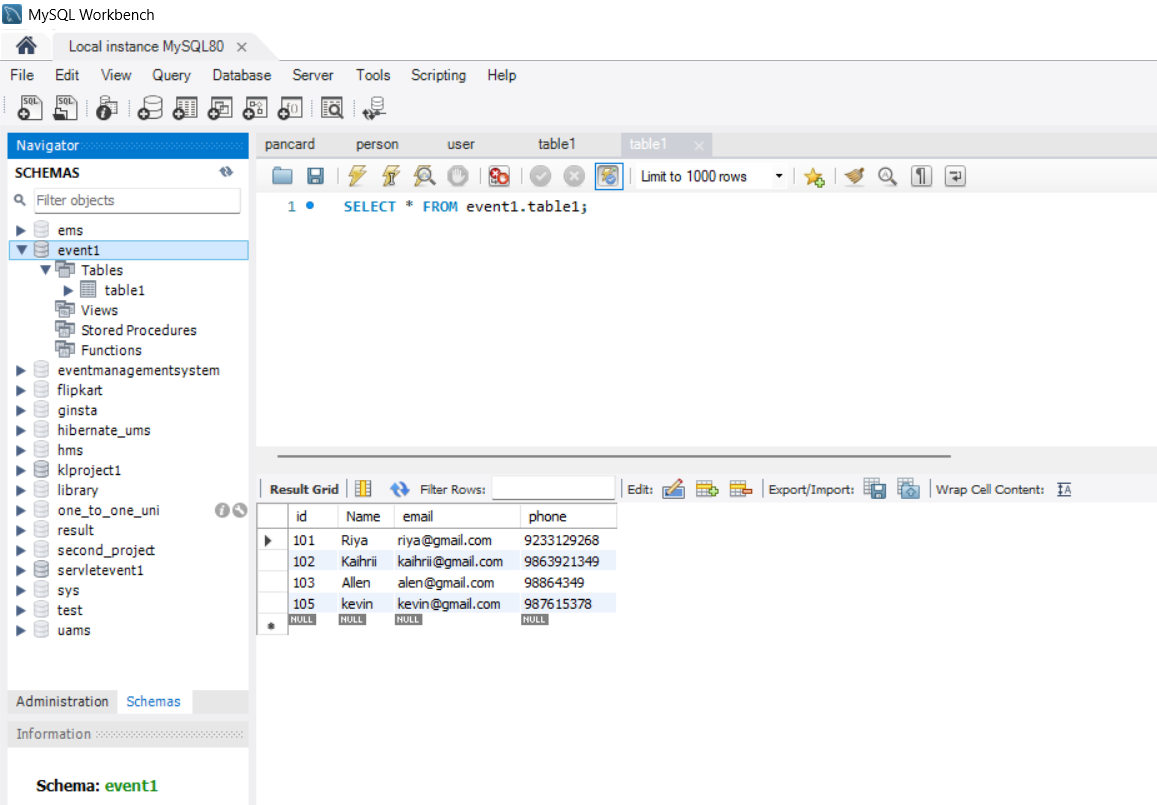 MySQL Workbench
Local instance MySQL80
File Edit View Query Database Server Tools Scripting Help
SQL SQL
Navigator
SCHEMAS
Filter objects
ems
event1
Tables
table1
Views
Stored Procedures
Functions
eventmanagementsystem
flipkart
ginsta
hibernate_ums
hms
klproject1
library
one_to_one_uni
result
second_project
servletevent1
sys
test
uams
Administration Schemas
Information
Schema: event1
pancard person user table1 table1
Limit to 1000 rows
1 SELECT * FROM event1.table1;
Result Grid Filter Rows: Edit: Export/Import: Wrap Cell Content:
id Name email phone
101 Riya riya@gmail.com 9233129268
102 Kaihrii kaihrii@gmail.com 9863921349
103 Allen alen@gmail.com 98864349
105 kevin kevin@gmail.com 987615378
NULL NULL NULL NULL